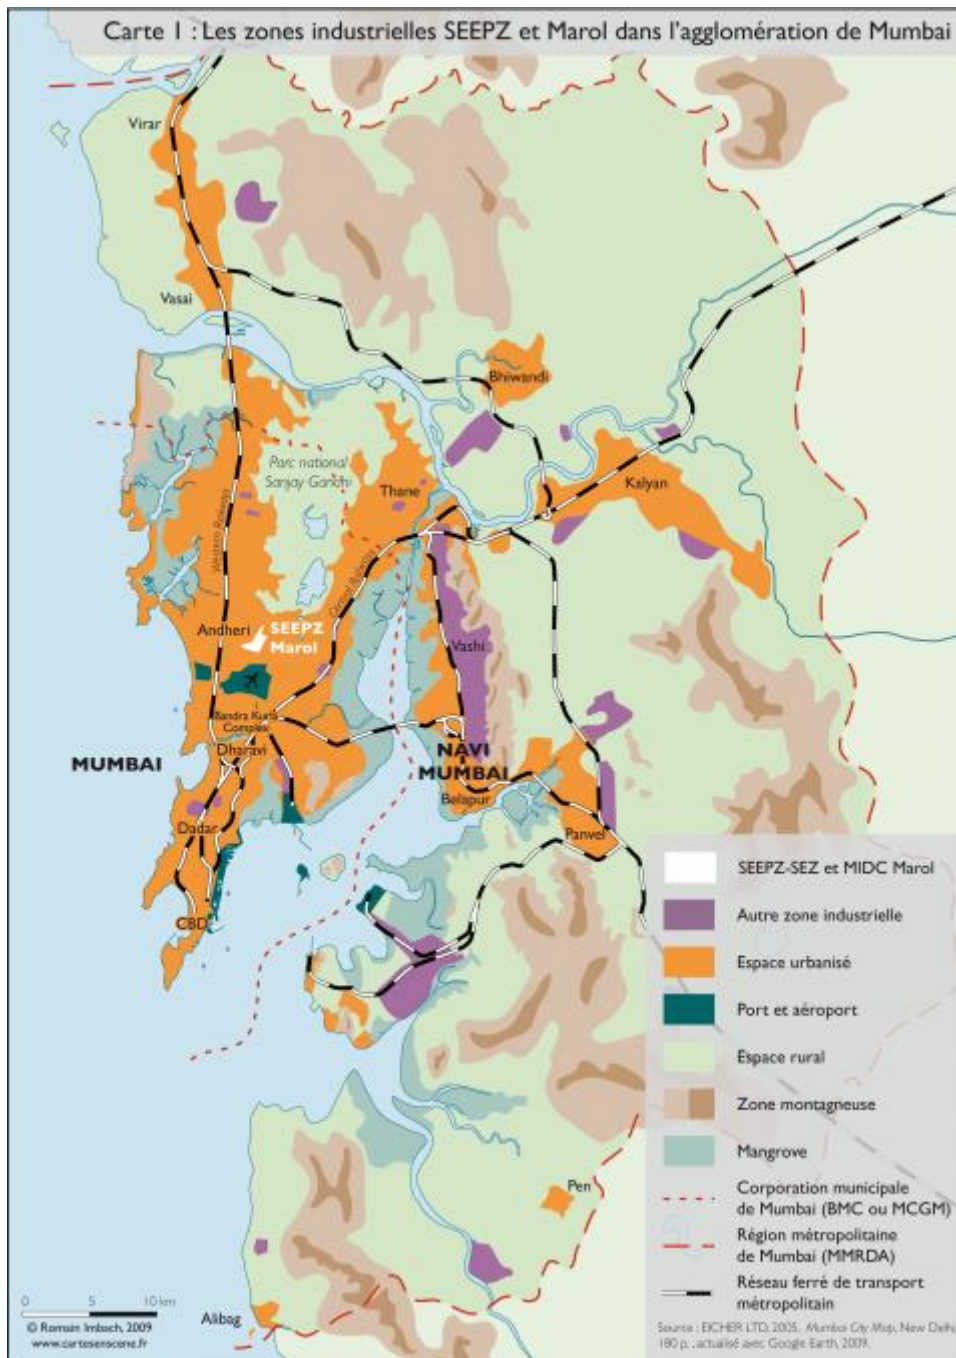 Carte 1 : Les zones industrielles SEEPZ et Marol dans l'agglomération de Mumbai
Virar
Vasai
Bhiwandi
Parc national
Sanjay Gandhi
Thane
Kalyan
Western Railway
Central Railway
Andheri
SEEPZ
Marol
Vashi
Bandra Kurla
Complex
Dharavi
MUMBAI
NAVI
MUMBAI
Belapur
Dadar
Panvel
CBD
Pen
Alibag
SEEPZ-SEZ et MIDC Marol
Autre zone industrielle
Espace urbanisé
Port et aéroport
Espace rural
Zone montagneuse
Mangrove
Corporation municipale
de Mumbai (BMC ou MCGM)
Région métropolitaine
de Mumbai (MMRDA)
Réseau ferré de transport
métropolitain
0 5 10 km
© Romain Imbach, 2009
www.cartesenscene.fr
Source : EICHER LTD, 2005, Mumbai City Map, New Delhi,
180 p., actualisé avec Google Earth, 2009.